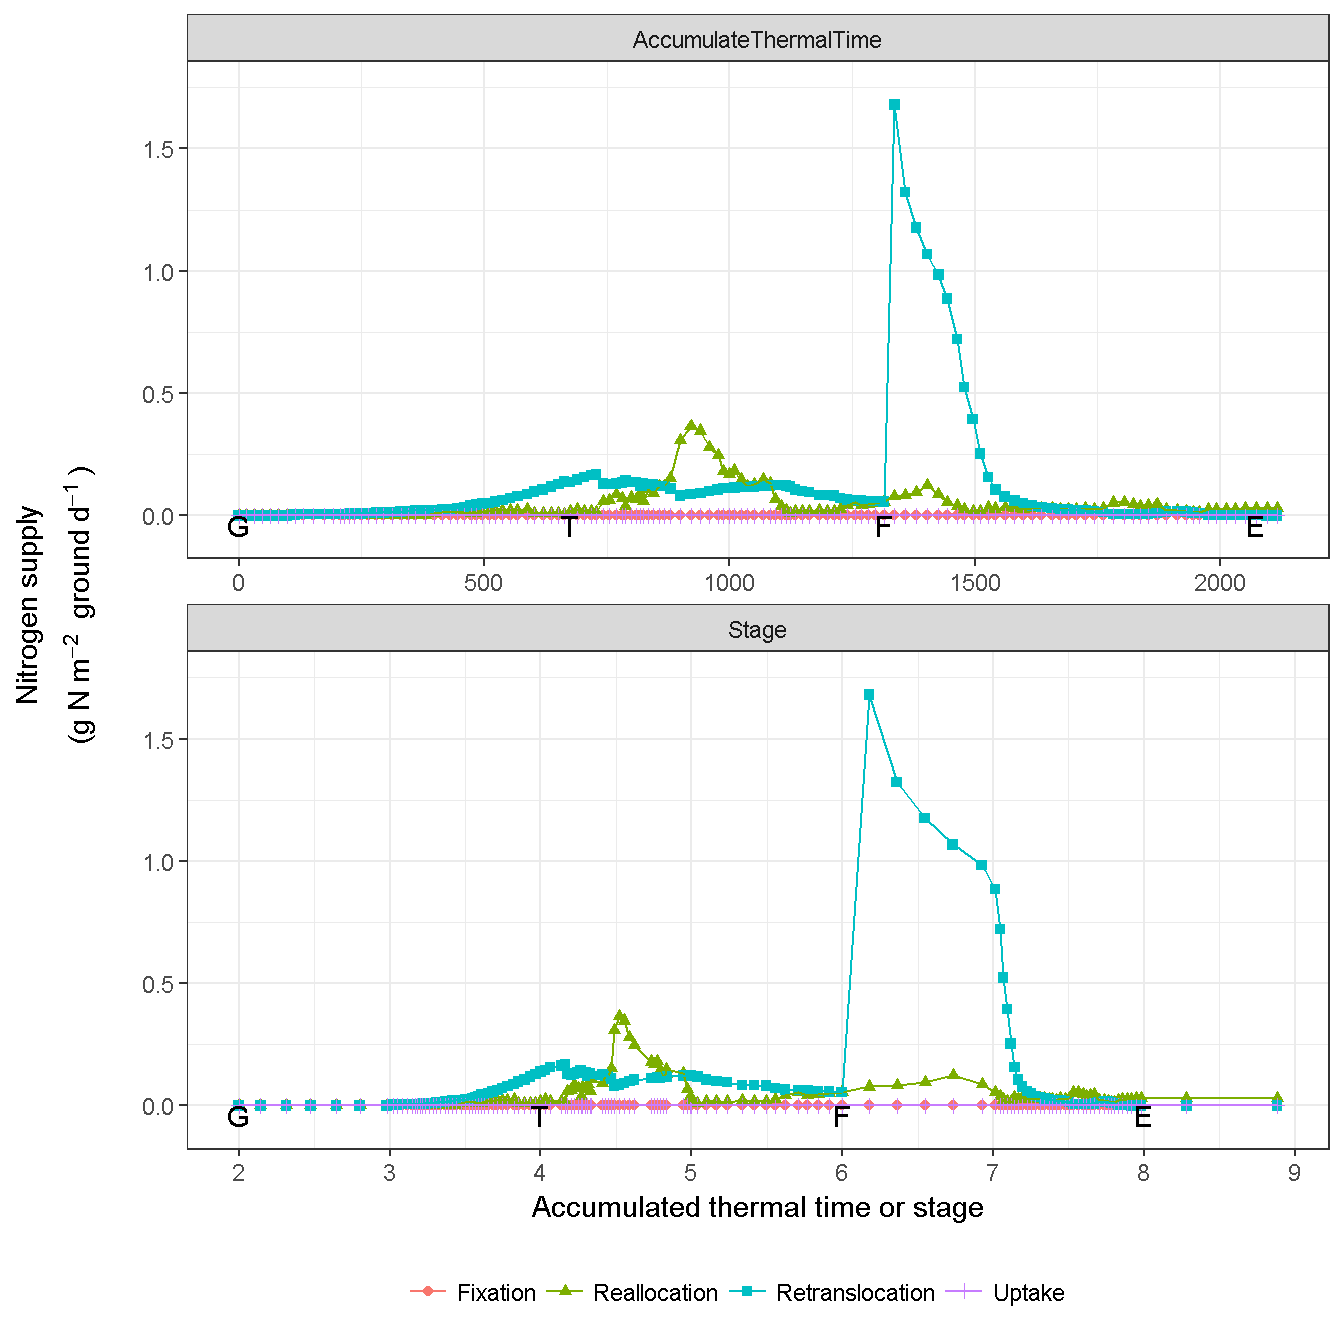 AccumulateThermalTime
1.5
1.0
0.5
0.0
G
T
F
E
0
500
1000
1500
2000
Nitrogen supply
(g N m−2 ground d−1)
Stage
1.5
1.0
0.5
0.0
G
T
F
E
2
3
4
5
6
7
8
9
Accumulated thermal time or stage
Fixation
Reallocation
Retranslocation
Uptake